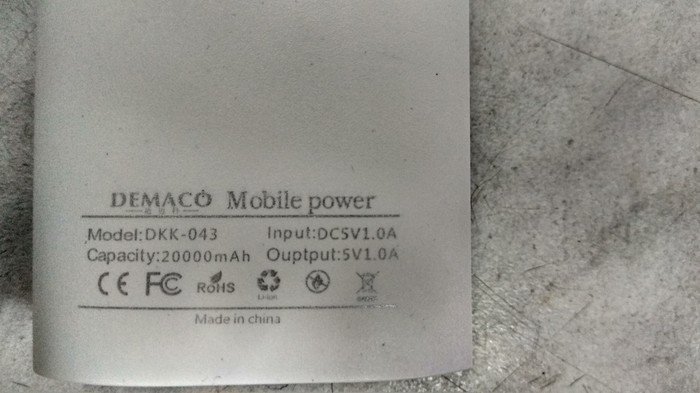 DEMACO Mobile power
Model:DKK-043 Input:DC5V1.0A
Capacity:20000mAh Ouptput:5V1.0A
CE FC RoHS
Made in china